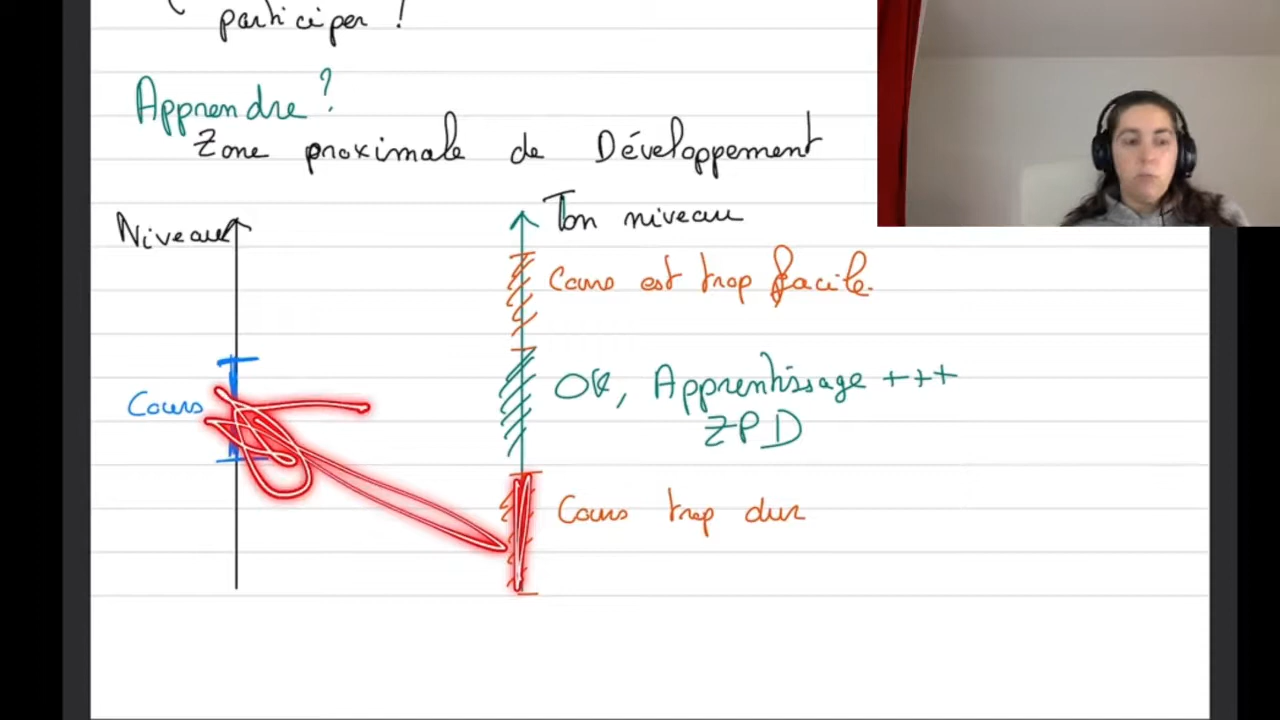 participer !
Apprendre ?
Zone proximale de Développement
Niveau
Ton niveau
Cours est trop facile.
Cours
OK, Apprentissage +++
ZPD
Cours trop dur